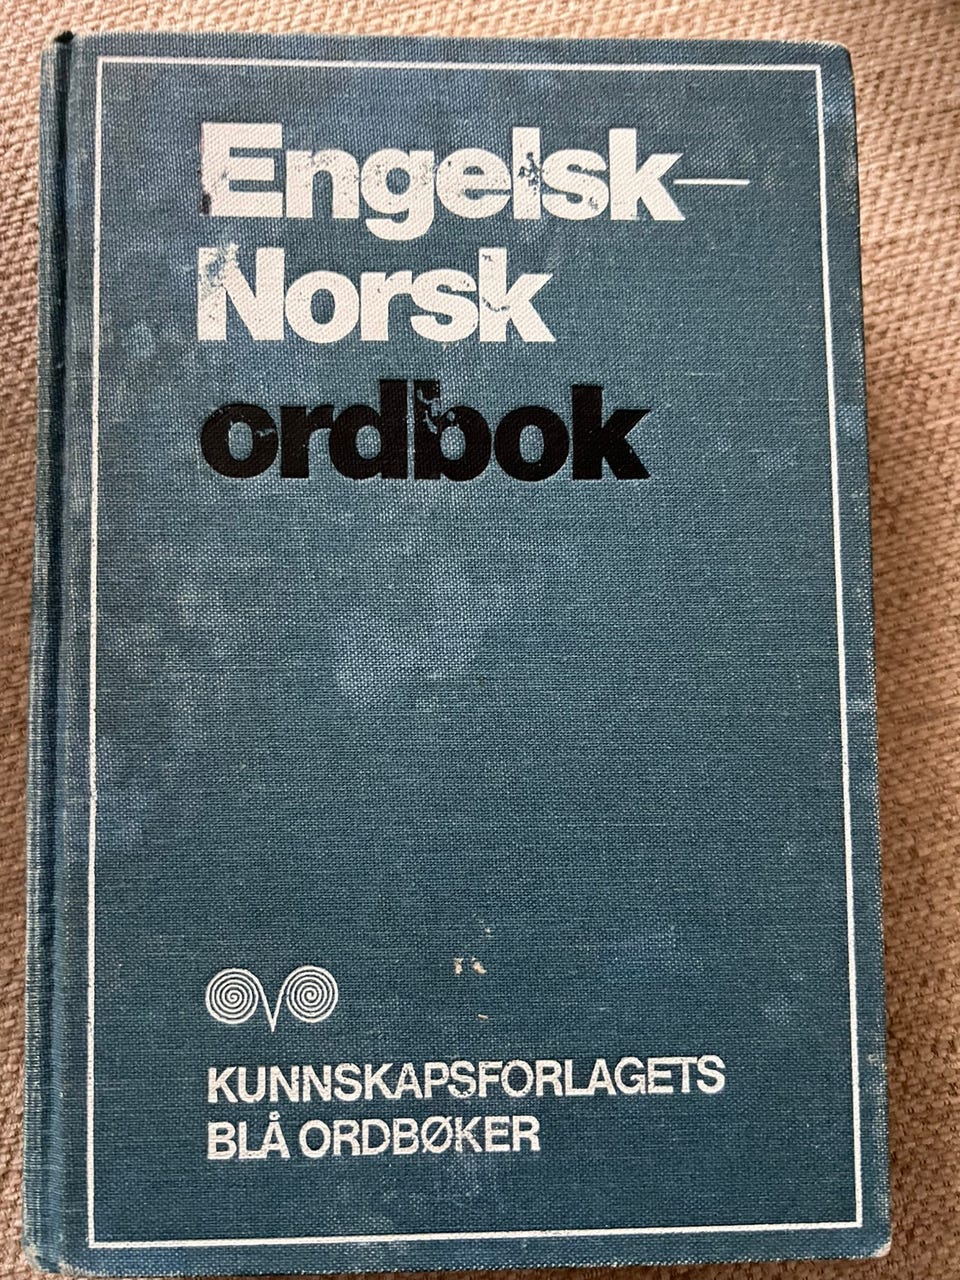 Engelsk–
Norsk
ordbok
KUNNSKAPSFORLAGETS
BLÅ ORDBØKER